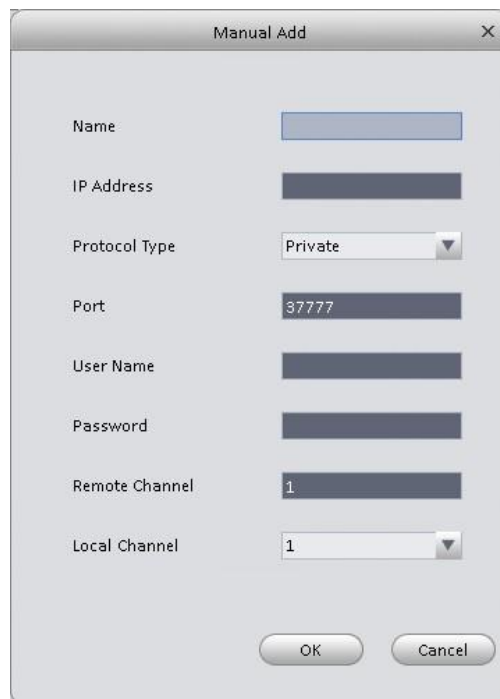 Manual Add
Name
IP Address
Protocol Type Private
Port 37777
User Name
Password
Remote Channel 1
Local Channel 1
OK Cancel